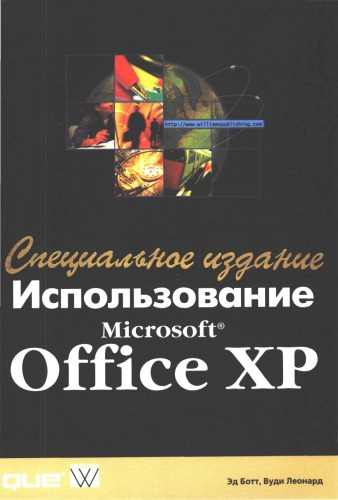 http://www.williamspublishing.com
Специальное издание
Использование
Microsoft®
Office XP
que® W
Эд Ботт, Вуди Леонард